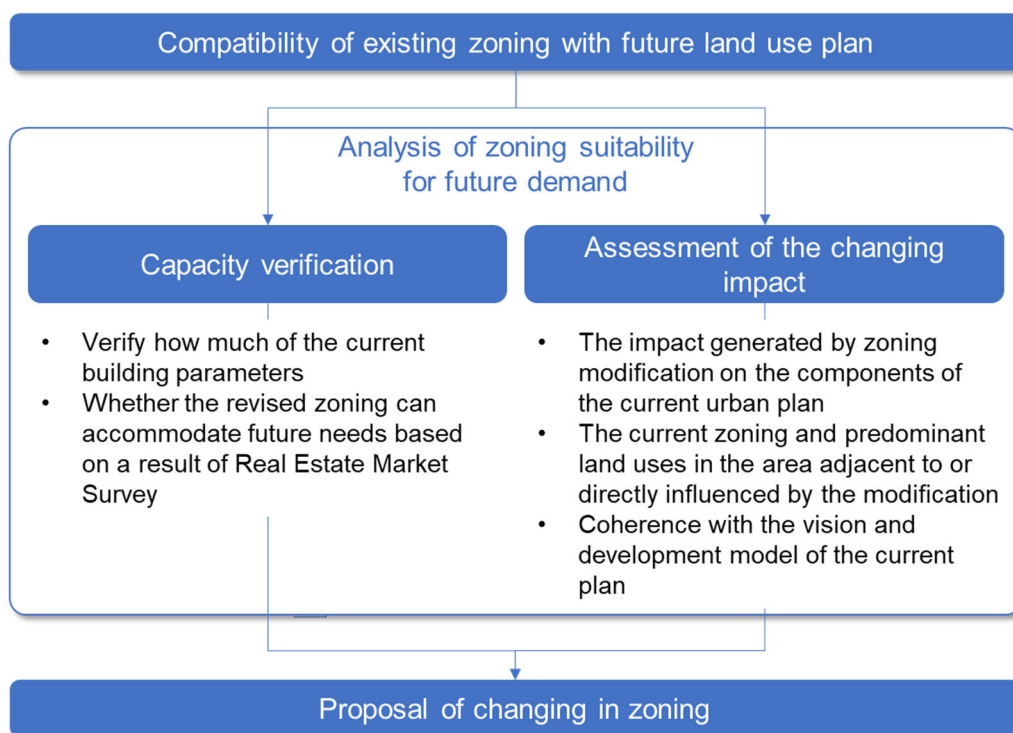 Compatibility of existing zoning with future land use plan
Analysis of zoning suitability
for future demand
Capacity verification
• Verify how much of the current
building parameters
• Whether the revised zoning can
accommodate future needs based
on a result of Real Estate Market
Survey
Assessment of the changing
impact
• The impact generated by zoning
modification on the components of
the current urban plan
• The current zoning and predominant
land uses in the area adjacent to or
directly influenced by the modification
• Coherence with the vision and
development model of the current
plan
Proposal of changing in zoning